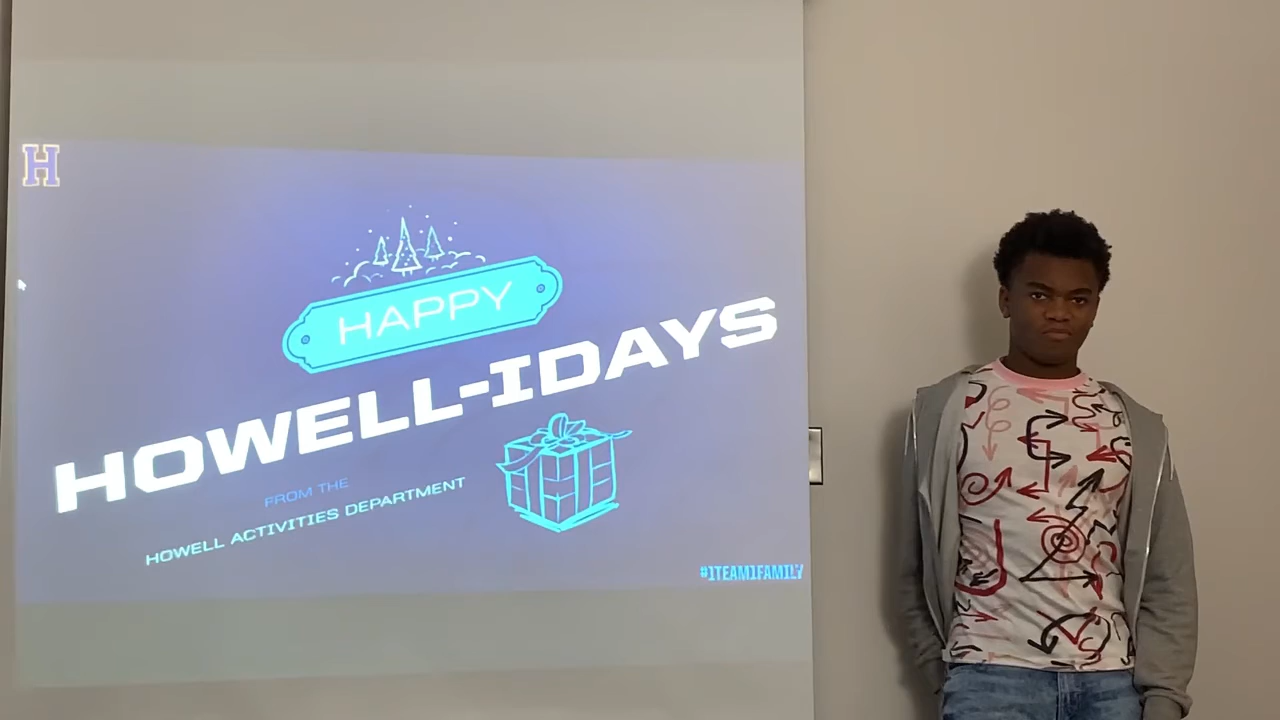 H
HAPPY
HOWELL-IDAYS
FROM THE
HOWELL ACTIVITIES DEPARTMENT
#1TEAM1FAMILY